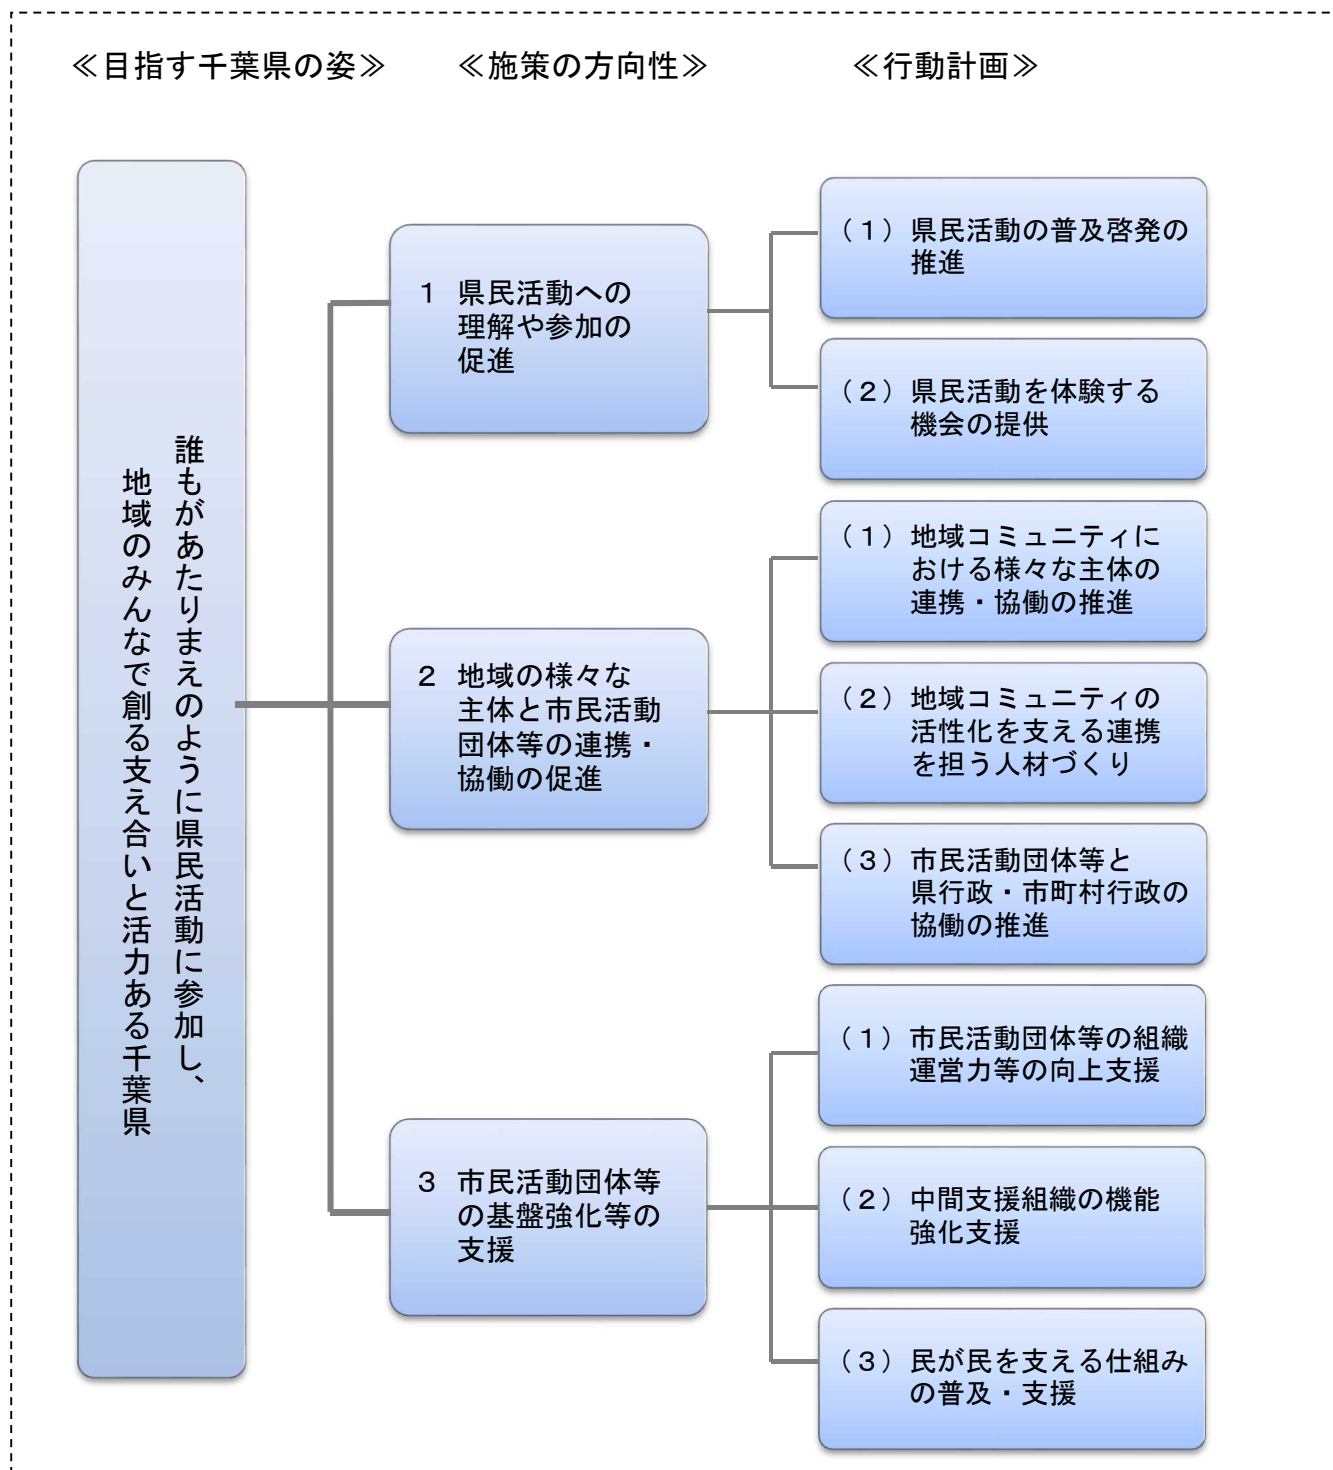 ≪目指す千葉県の姿≫
≪施策の方向性≫
≪行動計画≫
誰もがあたりまえのように県民活動に参加し、
地域のみんなで創る支え合いと活力ある千葉県
１ 県民活動への
理解や参加の
促進
（１）県民活動の普及啓発の
推進
（２）県民活動を体験する
機会の提供
２ 地域の様々な
主体と市民活動
団体等の連携・
協働の促進
（１）地域コミュニティに
おける様々な主体の
連携・協働の推進
（２）地域コミュニティの
活性化を支える連携
を担う人材づくり
（３）市民活動団体等と
県行政・市町村行政の
協働の推進
３ 市民活動団体等
の基盤強化等の
支援
（１）市民活動団体等の組織
運営力等の向上支援
（２）中間支援組織の機能
強化支援
（３）民が民を支える仕組み
の普及・支援